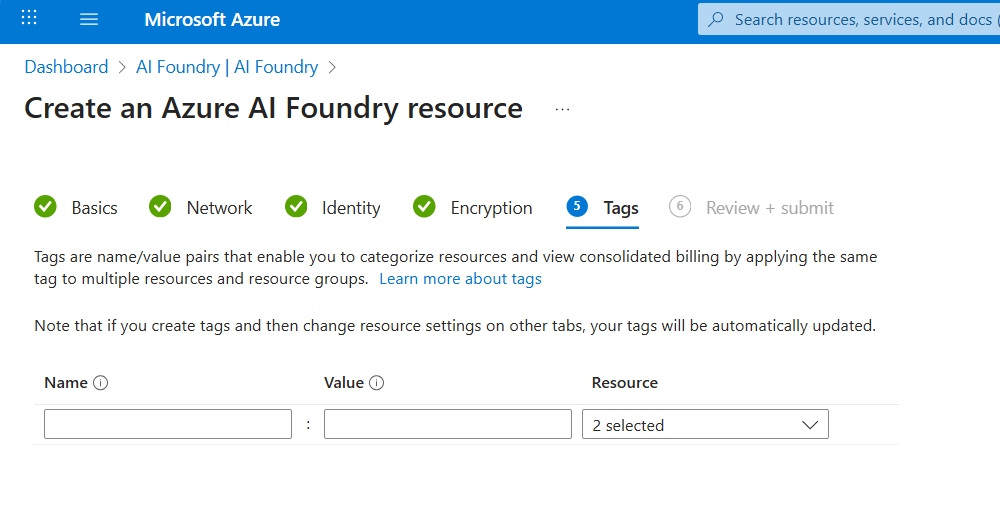 Microsoft Azure
Search resources, services, and docs (
Dashboard > AI Foundry | AI Foundry >
Create an Azure AI Foundry resource ...
Basics Network Identity Encryption 5 Tags 6 Review + submit
Tags are name/value pairs that enable you to categorize resources and view consolidated billing by applying the same
tag to multiple resources and resource groups. Learn more about tags
Note that if you create tags and then change resource settings on other tabs, your tags will be automatically updated.
Name Value Resource
: 2 selected